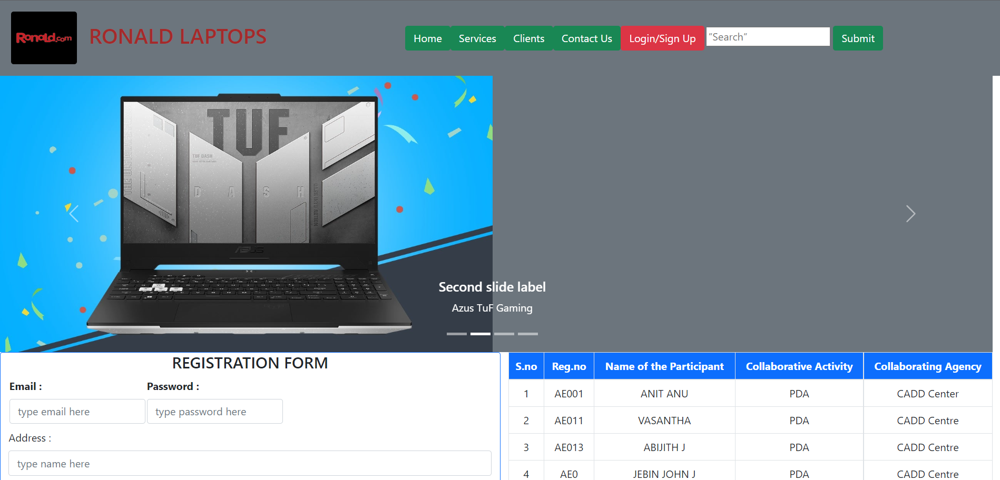 Ronald.com
RONALD LAPTOPS
Home
Services
Clients
Contact Us
Login/Sign Up
"Search"
Submit
TUF
TUF DASH
D A S H
ASUS
Second slide label
Azus TuF Gaming
REGISTRATION FORM
Email :
Password :
type email here
type password here
Address :
type name here
S.no Reg.no Name of the Participant Collaborative Activity Collaborating Agency
1 AE001 ANIT ANU PDA CADD Center
2 AE011 VASANTHA PDA CADD Centre
3 AE013 ABIJITH J PDA CADD Centre
4 AE0 JEBIN JOHN J PDA CADD Centre